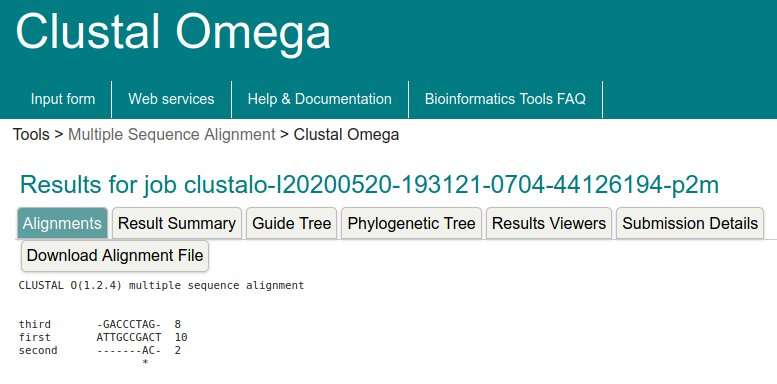 Clustal Omega
Input form Web services Help & Documentation Bioinformatics Tools FAQ
Tools > Multiple Sequence Alignment > Clustal Omega
Results for job clustalo-I20200520-193121-0704-44126194-p2m
Alignments Result Summary Guide Tree Phylogenetic Tree Results Viewers Submission Details
Download Alignment File
CLUSTAL O(1.2.4) multiple sequence alignment
third       -GACCCTAG-  8
first       ATTGCCGACT  10
second      -------AC-  2
                   *